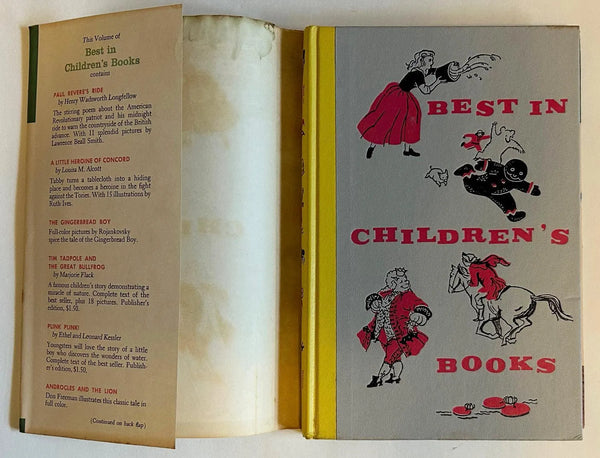 This Volume of
Best in
Children's Books
contains
PAUL REVERE'S RIDE
by Henry Wadsworth Longfellow
The stirring poem about the American
Revolutionary patriot and his midnight
ride to warn the countryside of the British
advance. With 11 splendid pictures by
Lawrence Beall Smith.
A LITTLE HEROINE OF CONCORD
by Louisa M. Alcott
Tabby turns a tablecloth into a hiding
place and becomes a heroine in the fight
against the Tories. With 15 illustrations by
Ruth Ives.
THE GINGERBREAD BOY
Full-color pictures by Rojankovsky
spice the tale of the Gingerbread Boy.
TIM TADPOLE AND
THE GREAT BULLFROG
by Marjorie Flack
A famous children's story demonstrating a
miracle of nature. Complete text of the
best seller, plus 18 pictures. Publisher's
edition, $1.50.
PLINK PLINK!
by Ethel and Leonard Kessler
Youngsters will love the story of a little
boy who discovers the wonders of water.
Complete text of the best seller. Publish-
er's edition, $1.50.
ANDROCLES AND THE LION
Don Freeman illustrates this classic tale in
full color.
(Continued on back flap)
BEST IN
CHILDREN'S
BOOKS